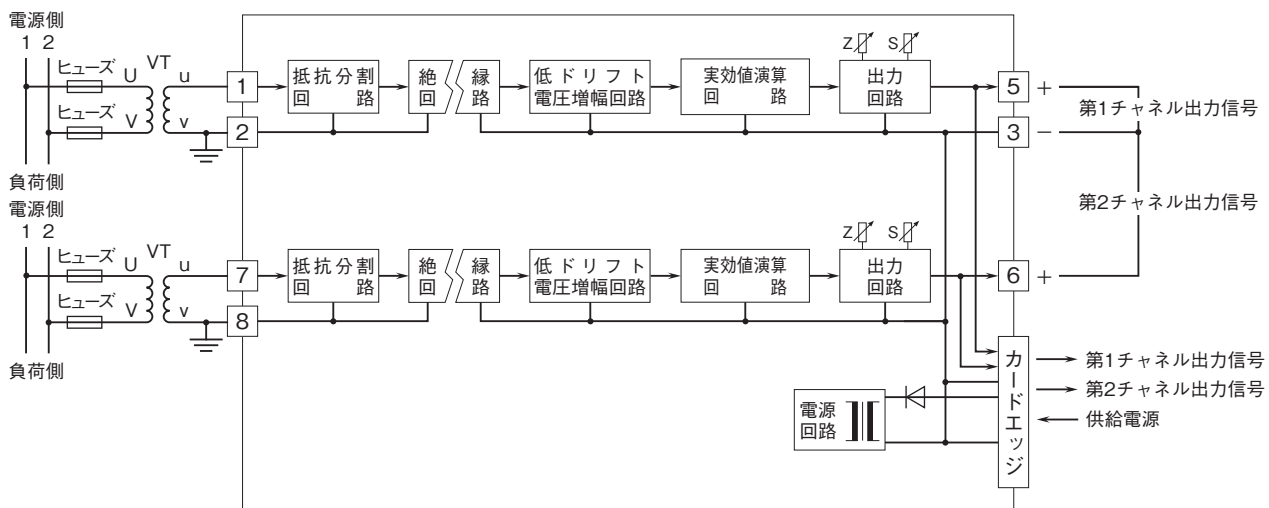 電源側
1 2
ヒューズ
U
VT
u
ヒューズ
V
v
負荷側
1
2
抵抗分割
回路
絶縁
回路
低ドリフト
電圧増幅回路
実効値演算
回路
Z
S
出力
回路
5
+
3
−
第1チャネル出力信号
第2チャネル出力信号
電源側
1 2
ヒューズ
U
VT
u
ヒューズ
V
v
負荷側
7
8
抵抗分割
回路
絶縁
回路
低ドリフト
電圧増幅回路
実効値演算
回路
Z
S
出力
回路
6
+
電源
回路
カードエッジ
第1チャネル出力信号
第2チャネル出力信号
供給電源